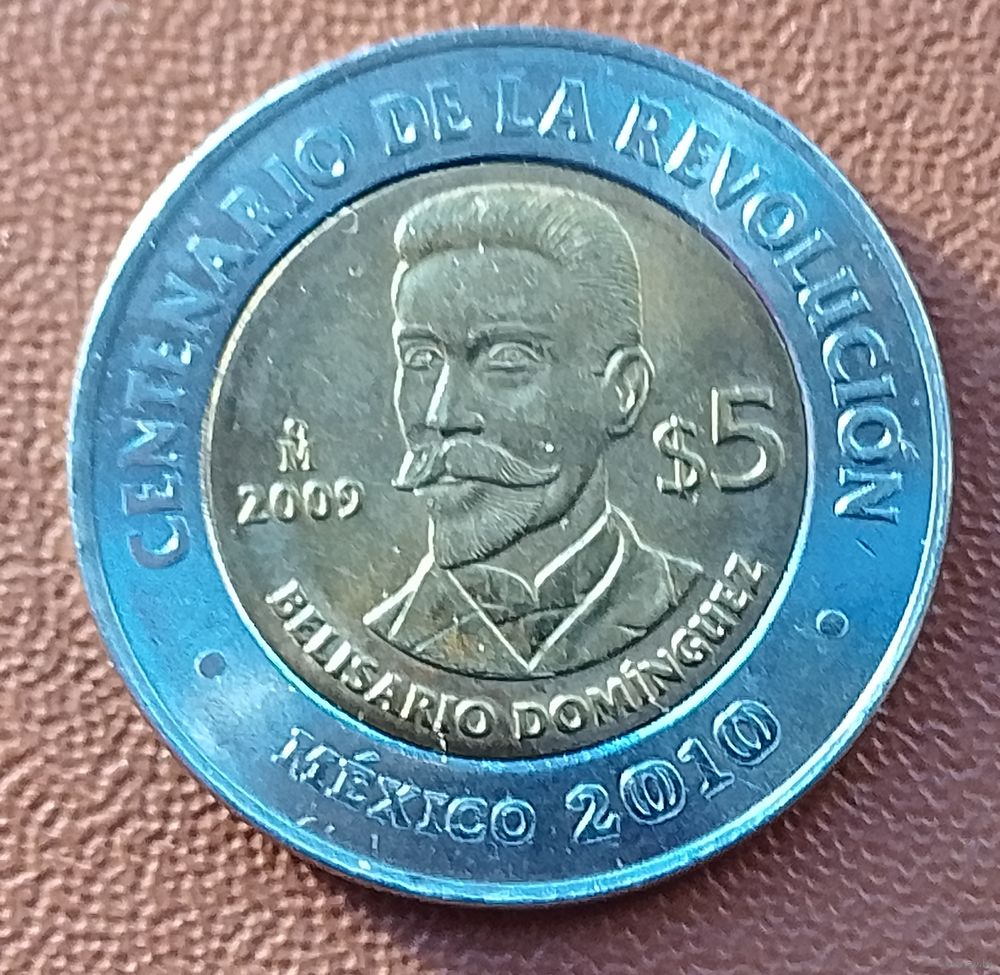 CENTENARIO DE LA REVOLUCIÓN
M̊
2009
$5
BELISARIO DOMÍNGUEZ
MÉXICO 2010